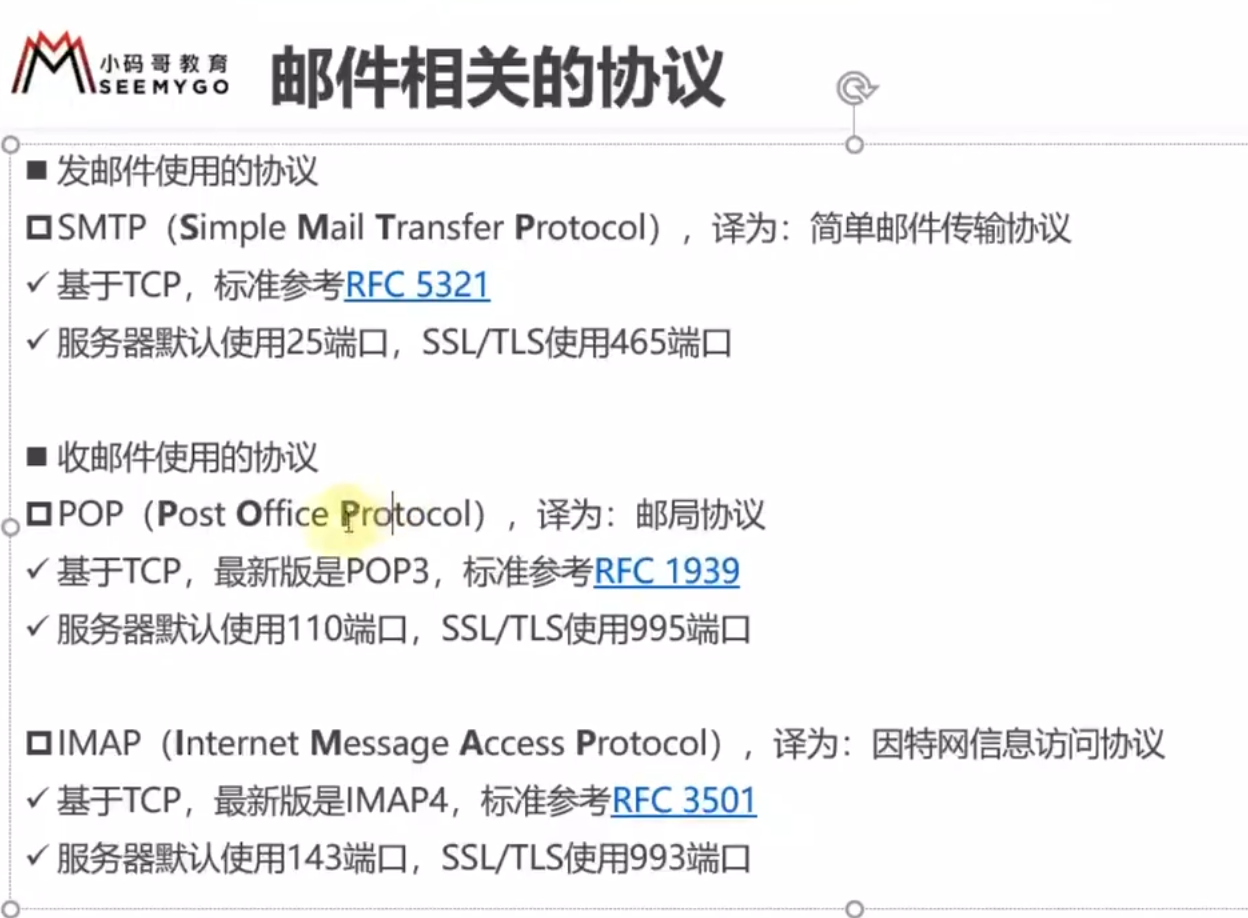 小码哥教育
SEEMYGO
邮件相关的协议
■ 发邮件使用的协议
SMTP（Simple Mail Transfer Protocol），译为：简单邮件传输协议
✓ 基于TCP，标准参考RFC 5321
✓ 服务器默认使用25端口，SSL/TLS使用465端口
■ 收邮件使用的协议
POP（Post Office Protocol），译为：邮局协议
✓ 基于TCP，最新版是POP3，标准参考RFC 1939
✓ 服务器默认使用110端口，SSL/TLS使用995端口
IMAP（Internet Message Access Protocol），译为：因特网信息访问协议
✓ 基于TCP，最新版是IMAP4，标准参考RFC 3501
✓ 服务器默认使用143端口，SSL/TLS使用993端口